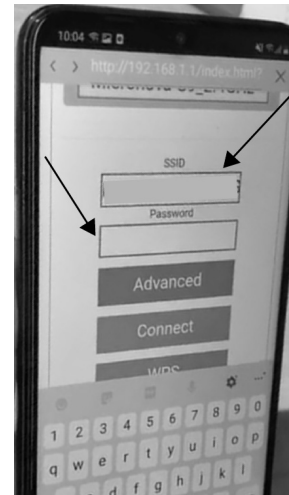 10:04
http://192.168.1.1/index.html?
SSID
Password
Advanced
Connect
WPS
1 2 3 4 5 6 7 8 9 0
q w e r t y u i o p
d f g h j k l